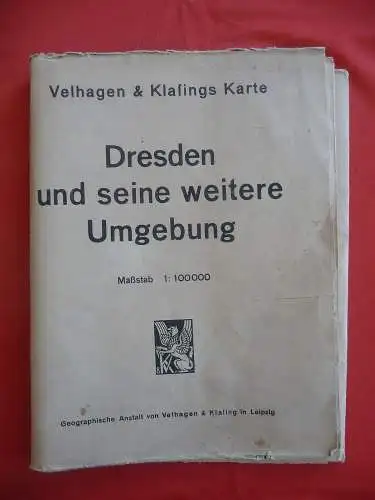 Velhagen & Klaſings Karte
Dresden
und seine weitere
Umgebung
Maßstab 1:100000
Geographische Anstalt von Velhagen & Klaſing in Leipzig